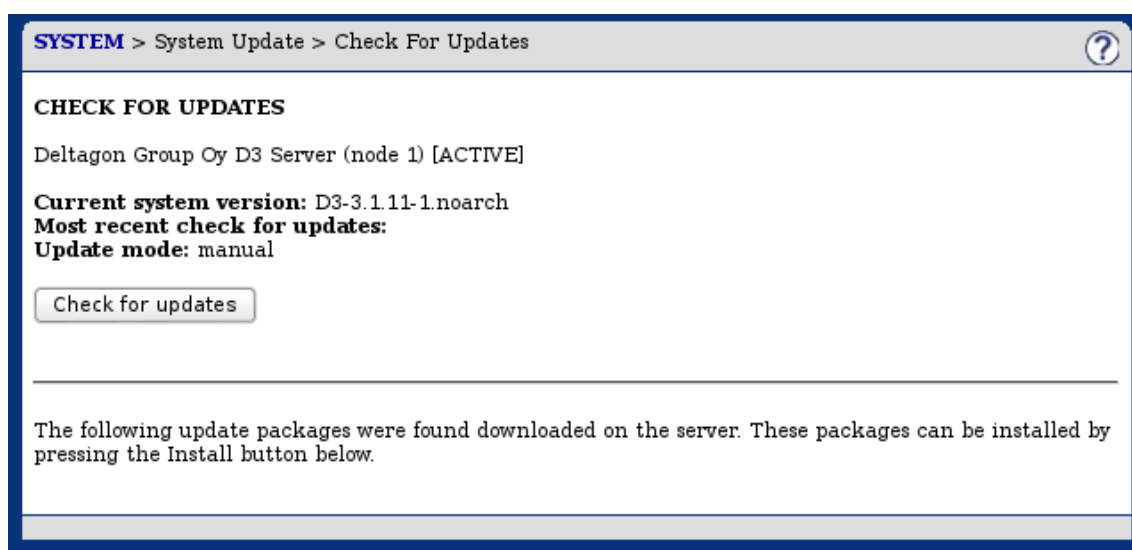 SYSTEM > System Update > Check For Updates
?
CHECK FOR UPDATES
Deltagon Group Oy D3 Server (node 1) [ACTIVE]
Current system version: D3-3.1.11-1.noarch
Most recent check for updates:
Update mode: manual
Check for updates
The following update packages were found downloaded on the server. These packages can be installed by
pressing the Install button below.